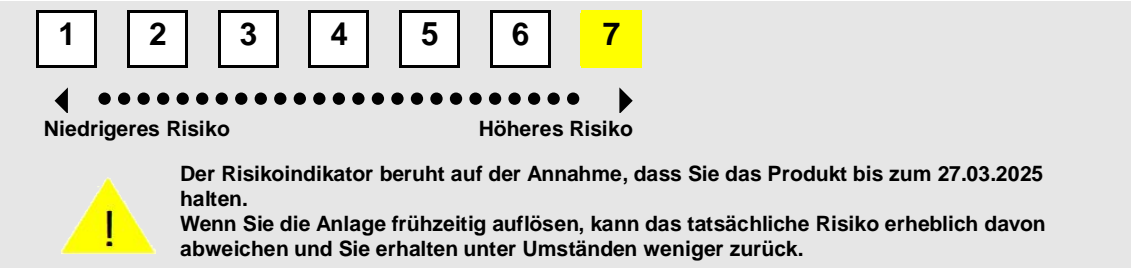 1 2 3 4 5 6 7
Niedrigeres Risiko Höheres Risiko
Der Risikoindikator beruht auf der Annahme, dass Sie das Produkt bis zum 27.03.2025
halten.
Wenn Sie die Anlage frühzeitig auflösen, kann das tatsächliche Risiko erheblich davon
abweichen und Sie erhalten unter Umständen weniger zurück.
!